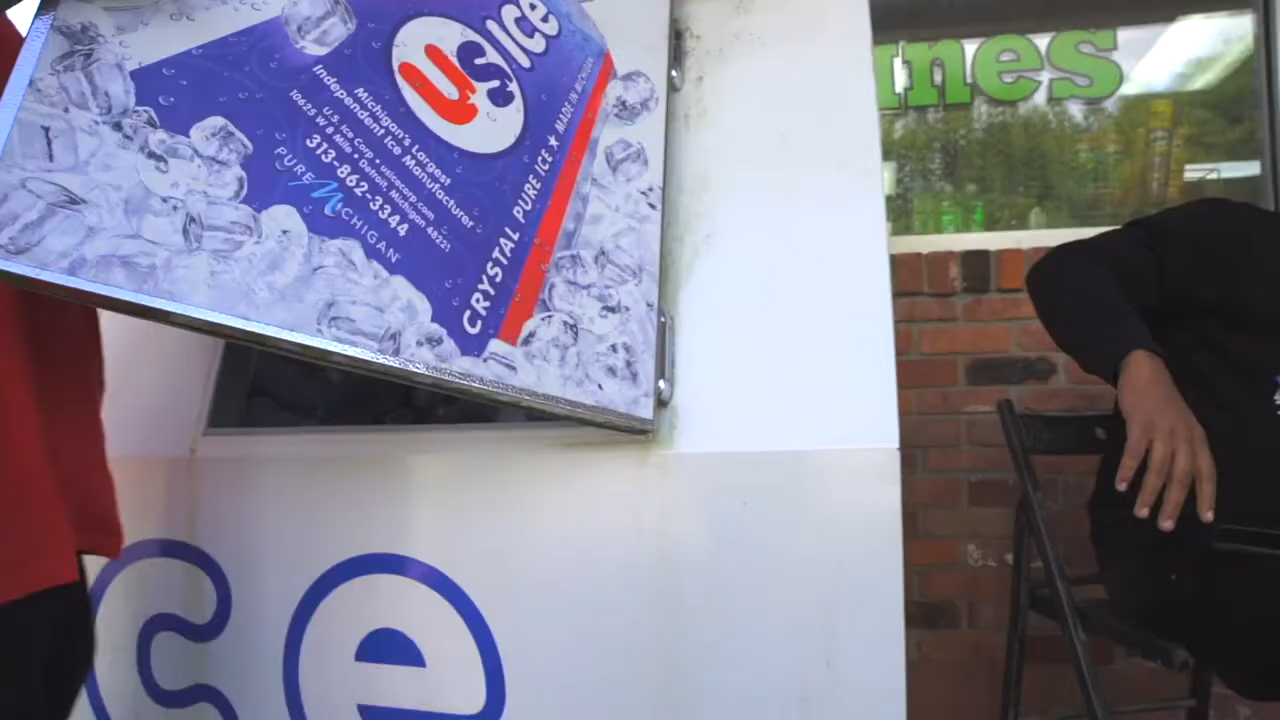 US ICE
Michigan's Largest
Independent Ice Manufacturer
U.S. Ice Corp • usicecorp.com
10625 W 8 Mile • Detroit, Michigan 48221
313-862-3344
PURE MICHIGAN
CRYSTAL PURE ICE ★ MADE IN MICHIGAN
ines
ce